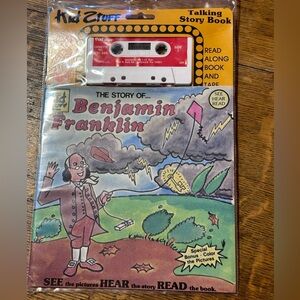 Kid Stuff
Talking
Story Book
READ
ALONG
BOOK
AND
TAPE
SEE
HEAR
READ
THE STORY OF...
Benjamin
Franklin
Special
Bonus - Color
the Pictures
SEE the pictures HEAR the story READ the book.